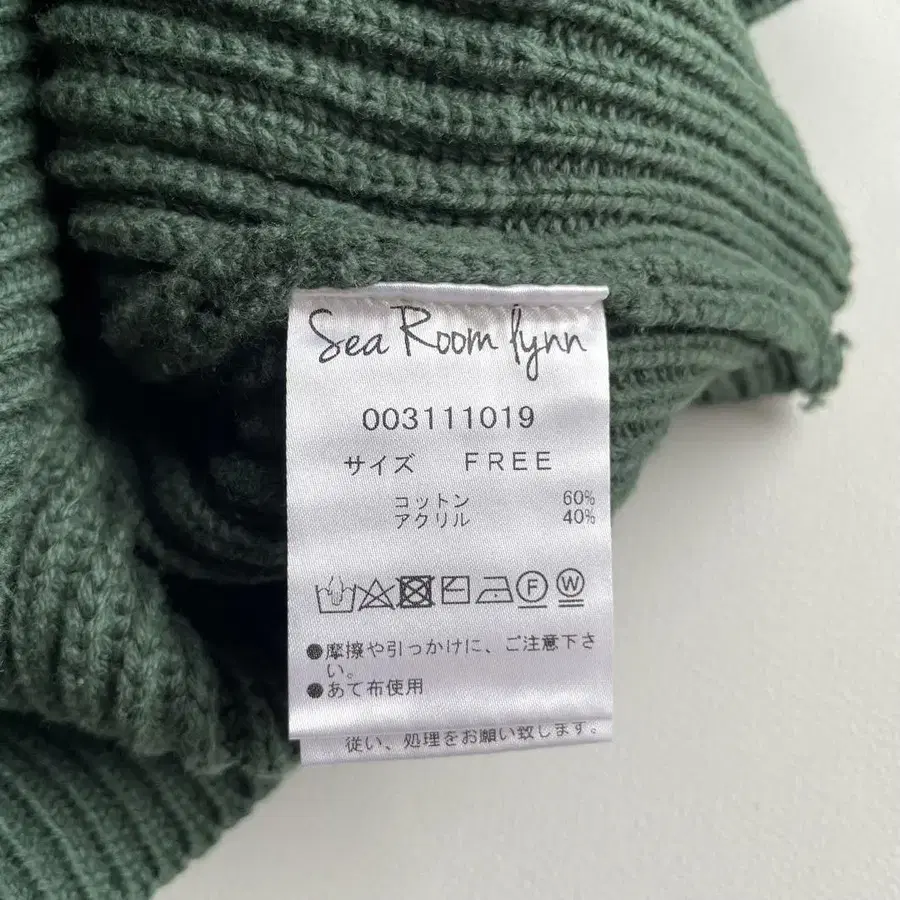 Sea Room lynn
003111019
サイズ FREE
コットン 60%
アクリル 40%
F W
●摩擦や引っかけに、ご注意下さ
い。
●あて布使用
従い、処理をお願い致します。